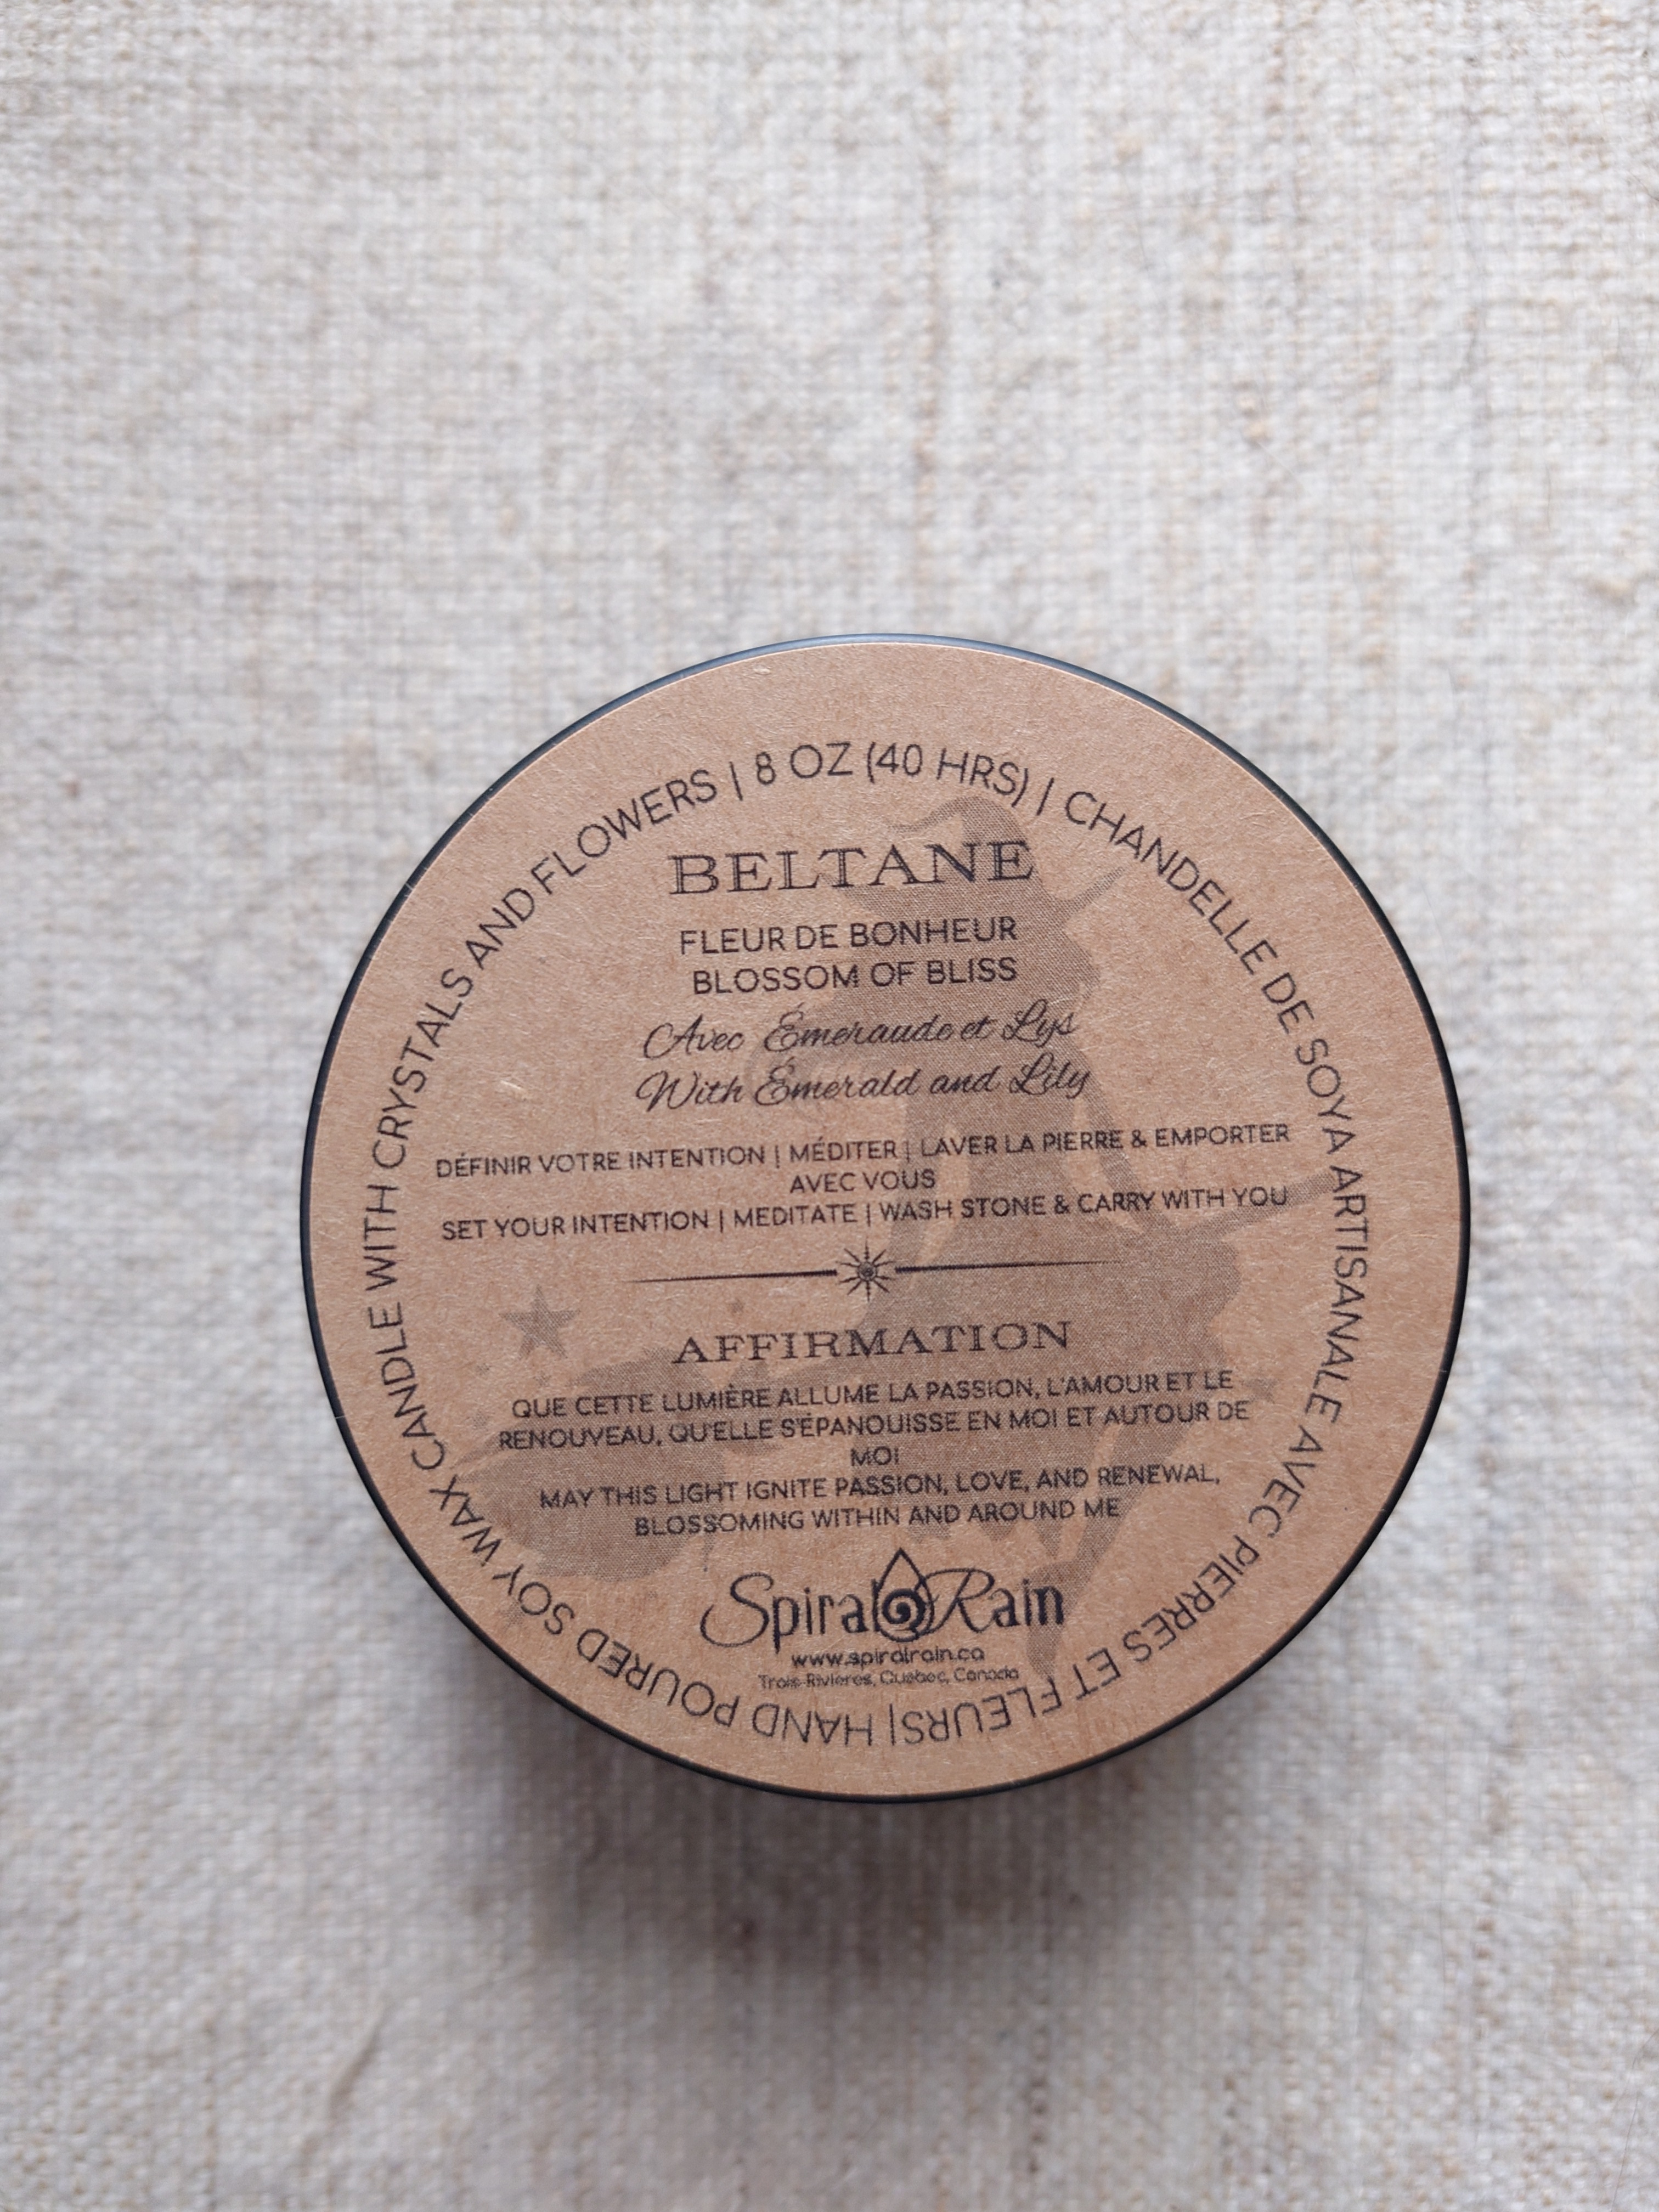 HAND POURED SOY WAX CANDLE WITH CRYSTALS AND FLOWERS | 8 OZ (40 HRS) | CHANDELLE DE SOYA ARTISANALE AVEC PIERRES ET FLEURS|
BELTANE
FLEUR DE BONHEUR
BLOSSOM OF BLISS
Avec Émeraude et Lys
With Émerald and Lily
DÉFINIR VOTRE INTENTION | MÉDITER | LAVER LA PIERRE & EMPORTER
AVEC VOUS
SET YOUR INTENTION | MEDITATE | WASH STONE & CARRY WITH YOU
AFFIRMATION
QUE CETTE LUMIÈRE ALLUME LA PASSION, L'AMOUR ET LE
RENOUVEAU, QU'ELLE S'ÉPANOUISSE EN MOI ET AUTOUR DE
MOI
MAY THIS LIGHT IGNITE PASSION, LOVE, AND RENEWAL,
BLOSSOMING WITHIN AND AROUND ME
Spiral Rain
www.spiralrain.ca
Trois-Rivières, Quebec, Canada